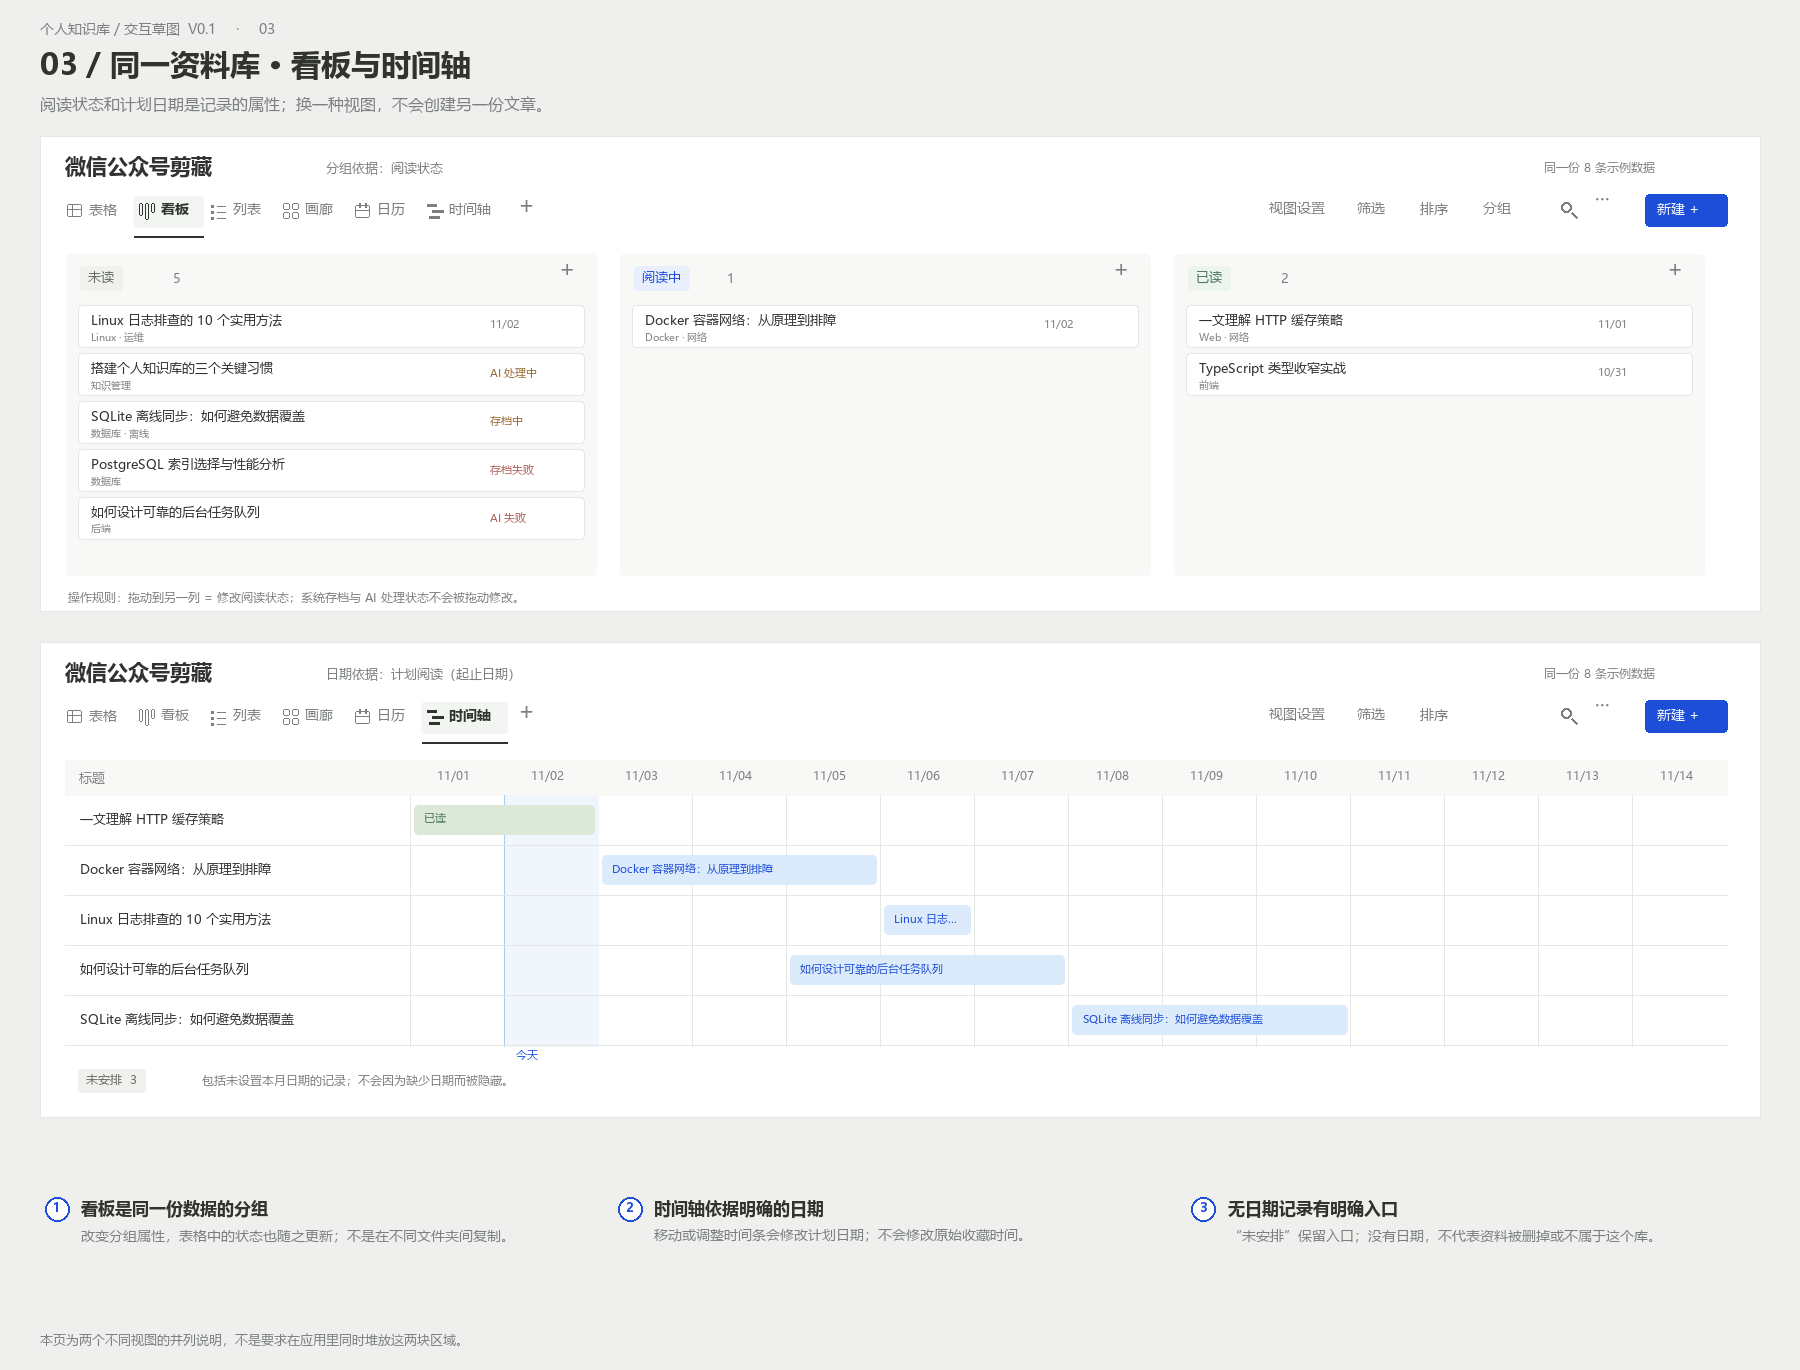 个人知识库 / 交互草图 V0.1 · 03
03 / 同一资料库 • 看板与时间轴
阅读状态和计划日期是记录的属性；换一种视图，不会创建另一份文章。
微信公众号剪藏 分组依据：阅读状态 同一份 8 条示例数据
表格 看板 列表 画廊 日历 时间轴 + 视图设置 筛选 排序 分组 ... 新建 +
未读 5 +
Linux 日志排查的 10 个实用方法 11/02
Linux · 运维
搭建个人知识库的三个关键习惯 AI 处理中
知识管理
SQLite 离线同步：如何避免数据覆盖 存档中
数据库 · 离线
PostgreSQL 索引选择与性能分析 存档失败
数据库
如何设计可靠的后台任务队列 AI 失败
后端
阅读中 1 +
Docker 容器网络：从原理到排障 11/02
Docker · 网络
已读 2 +
一文理解 HTTP 缓存策略 11/01
Web · 网络
TypeScript 类型收窄实战 10/31
前端
操作规则：拖动到另一列 = 修改阅读状态；系统存档与 AI 处理状态不会被拖动修改。
微信公众号剪藏 日期依据：计划阅读（起止日期） 同一份 8 条示例数据
表格 看板 列表 画廊 日历 时间轴 + 视图设置 筛选 排序 ... 新建 +
标题 11/01 11/02 11/03 11/04 11/05 11/06 11/07 11/08 11/09 11/10 11/11 11/12 11/13 11/14
一文理解 HTTP 缓存策略 已读
Docker 容器网络：从原理到排障 Docker 容器网络：从原理到排障
Linux 日志排查的 10 个实用方法 Linux 日志...
如何设计可靠的后台任务队列 如何设计可靠的后台任务队列
SQLite 离线同步：如何避免数据覆盖 SQLite 离线同步：如何避免数据覆盖
今天
未安排 3 包括未设置本月日期的记录；不会因为缺少日期而被隐藏。
1 看板是同一份数据的分组
改变分组属性，表格中的状态也随之更新；不是在不同文件夹间复制。
2 时间轴依据明确的日期
移动或调整时间条会修改计划日期；不会修改原始收藏时间。
3 无日期记录有明确入口
“未安排”保留入口；没有日期，不代表资料被删掉或不属于这个库。
本页为两个不同视图的并列说明，不是要求在应用里同时堆放这两块区域。